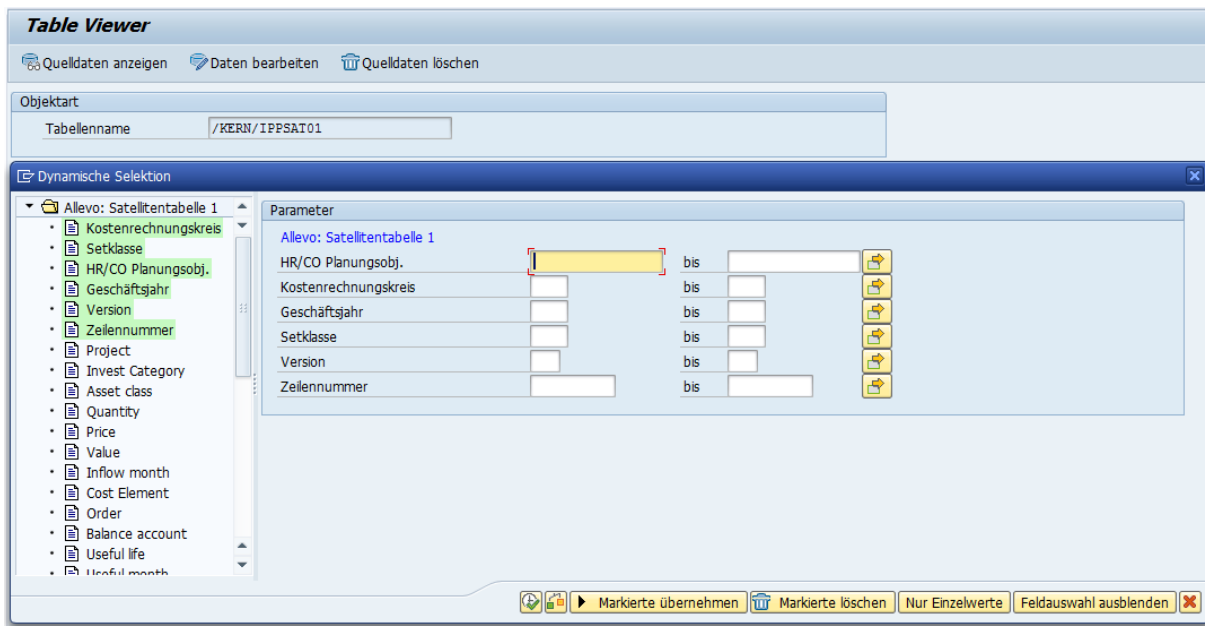 Table Viewer
Quelldaten anzeigen Daten bearbeiten Quelldaten löschen
Objektart
Tabellenname /KERN/IPPSAT01
Dynamische Selektion
Allevo: Satellitentabelle 1
Kostenrechnungskreis
Setklasse
HR/CO Planungsobj.
Geschäftsjahr
Version
Zeilennummer
Project
Invest Category
Asset class
Quantity
Price
Value
Inflow month
Cost Element
Order
Balance account
Useful life
Useful month
Parameter
Allevo: Satellitentabelle 1
HR/CO Planungsobj. bis
Kostenrechnungskreis bis
Geschäftsjahr bis
Setklasse bis
Version bis
Zeilennummer bis
Markierte übernehmen Markierte löschen Nur Einzelwerte Feldauswahl ausblenden